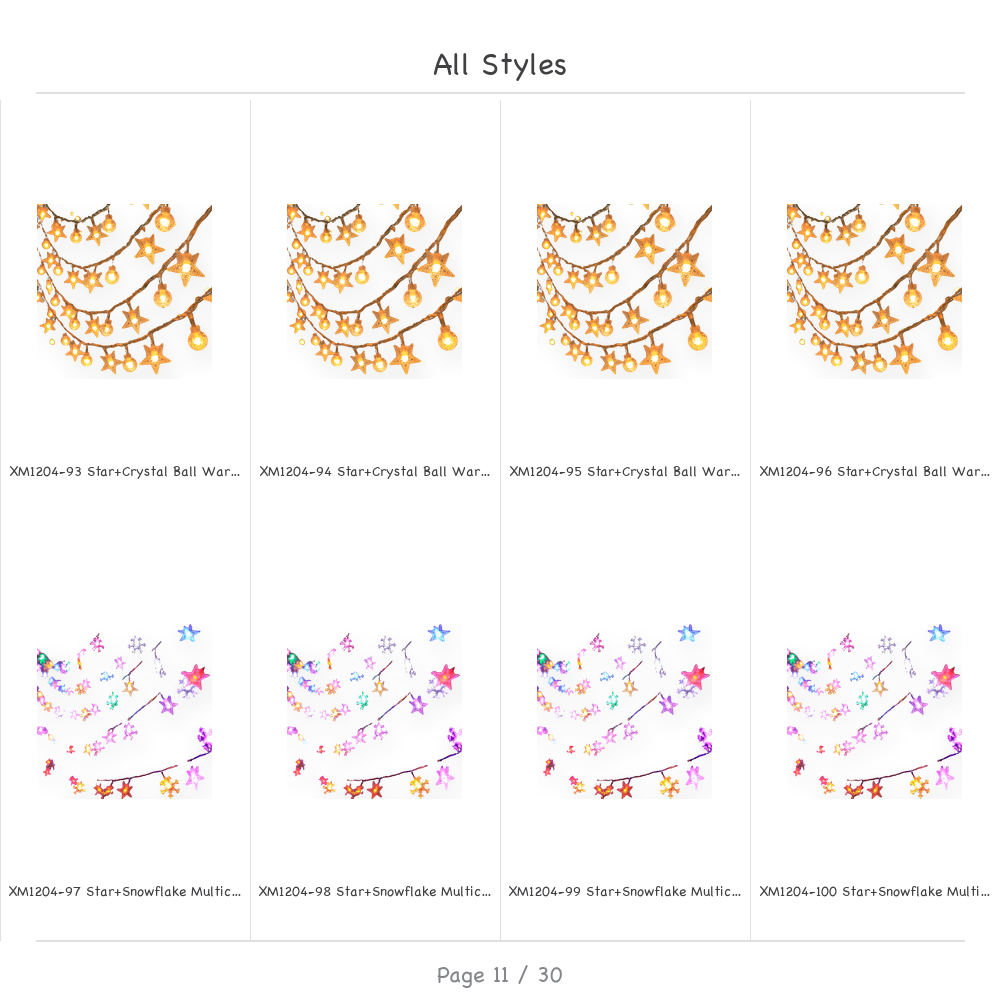 All Styles
XM1204-93 Star+Crystal Ball War...
XM1204-94 Star+Crystal Ball War...
XM1204-95 Star+Crystal Ball War...
XM1204-96 Star+Crystal Ball War...
XM1204-97 Star+Snowflake Multic...
XM1204-98 Star+Snowflake Multic...
XM1204-99 Star+Snowflake Multic...
XM1204-100 Star+Snowflake Multi...
Page 11 / 30